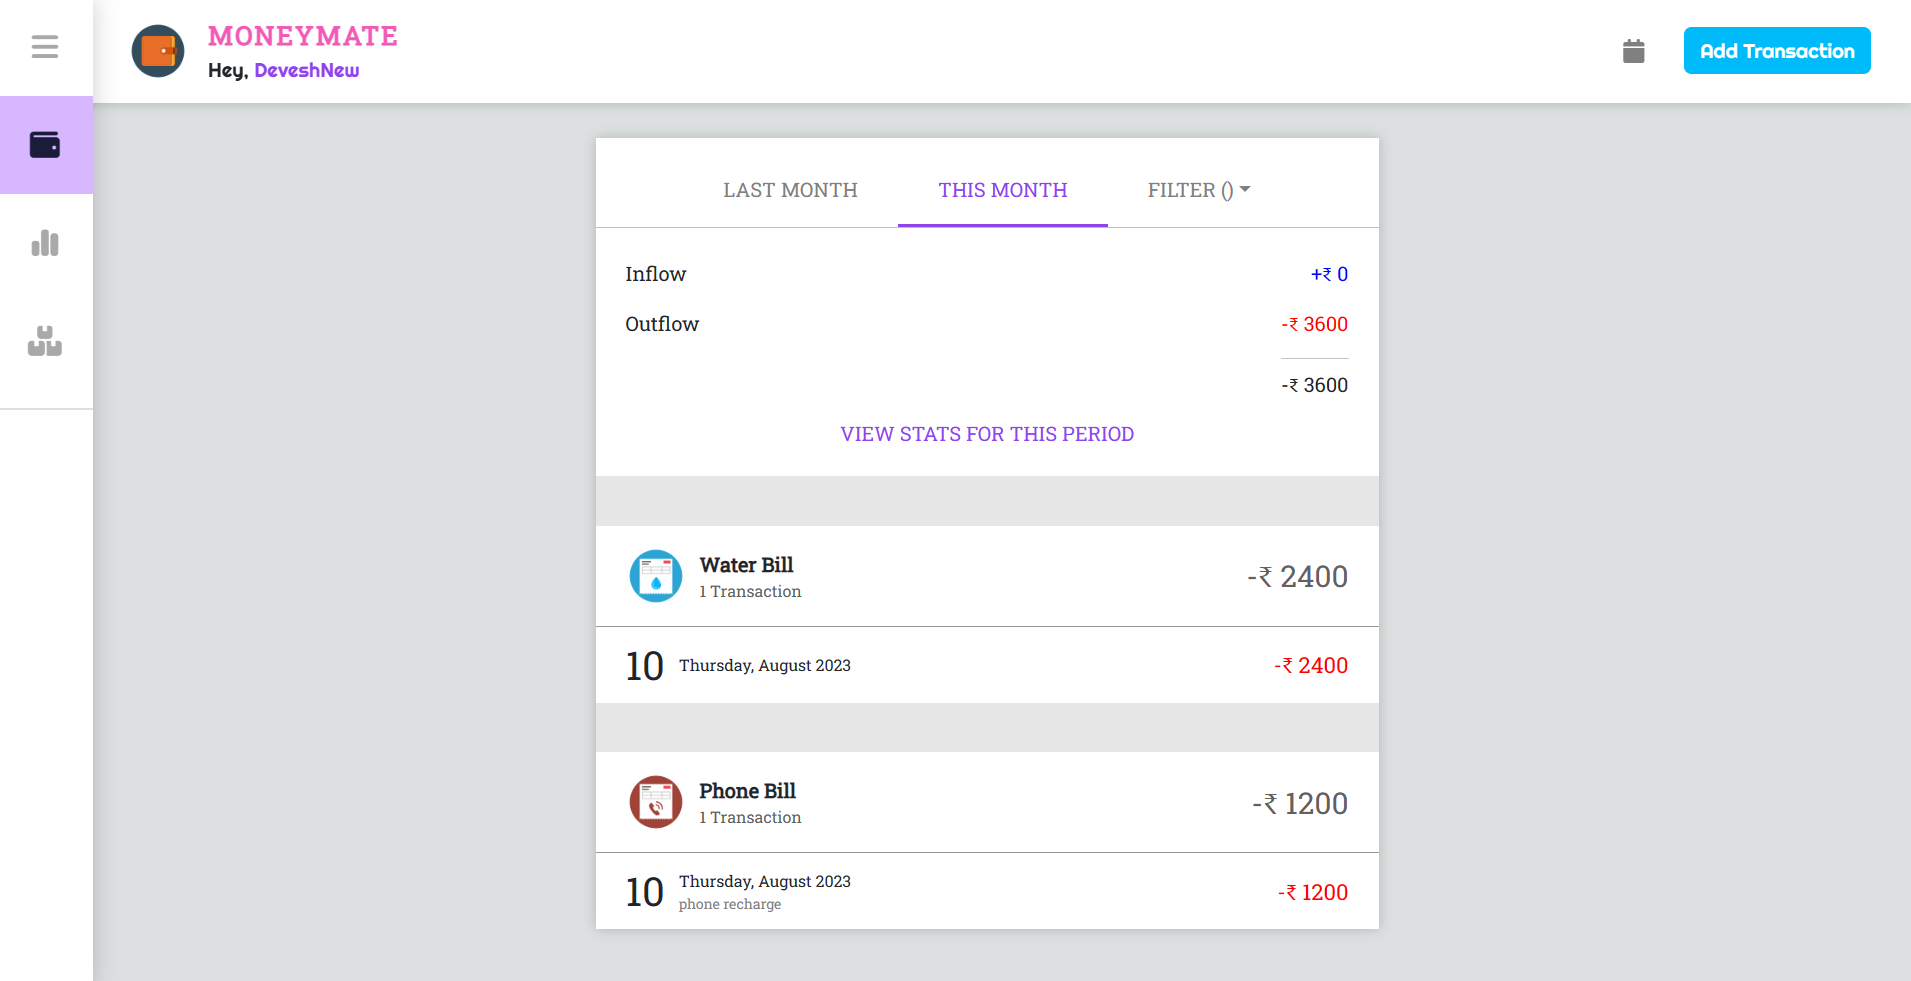 MONEYMATE
Hey, DeveshNew
Add Transaction
LAST MONTH THIS MONTH FILTER ()
Inflow +₹ 0
Outflow -₹ 3600
-₹ 3600
VIEW STATS FOR THIS PERIOD
Water Bill
1 Transaction
-₹ 2400
10 Thursday, August 2023 -₹ 2400
Phone Bill
1 Transaction
-₹ 1200
10 Thursday, August 2023
phone recharge
-₹ 1200